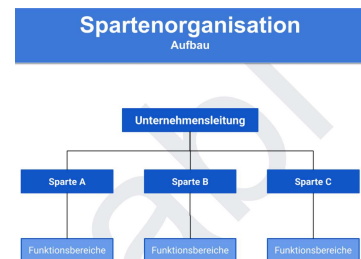 Spartenorganisation
Aufbau
Unternehmensleitung
Sparte A
Sparte B
Sparte C
Funktionsbereiche
Funktionsbereiche
Funktionsbereiche